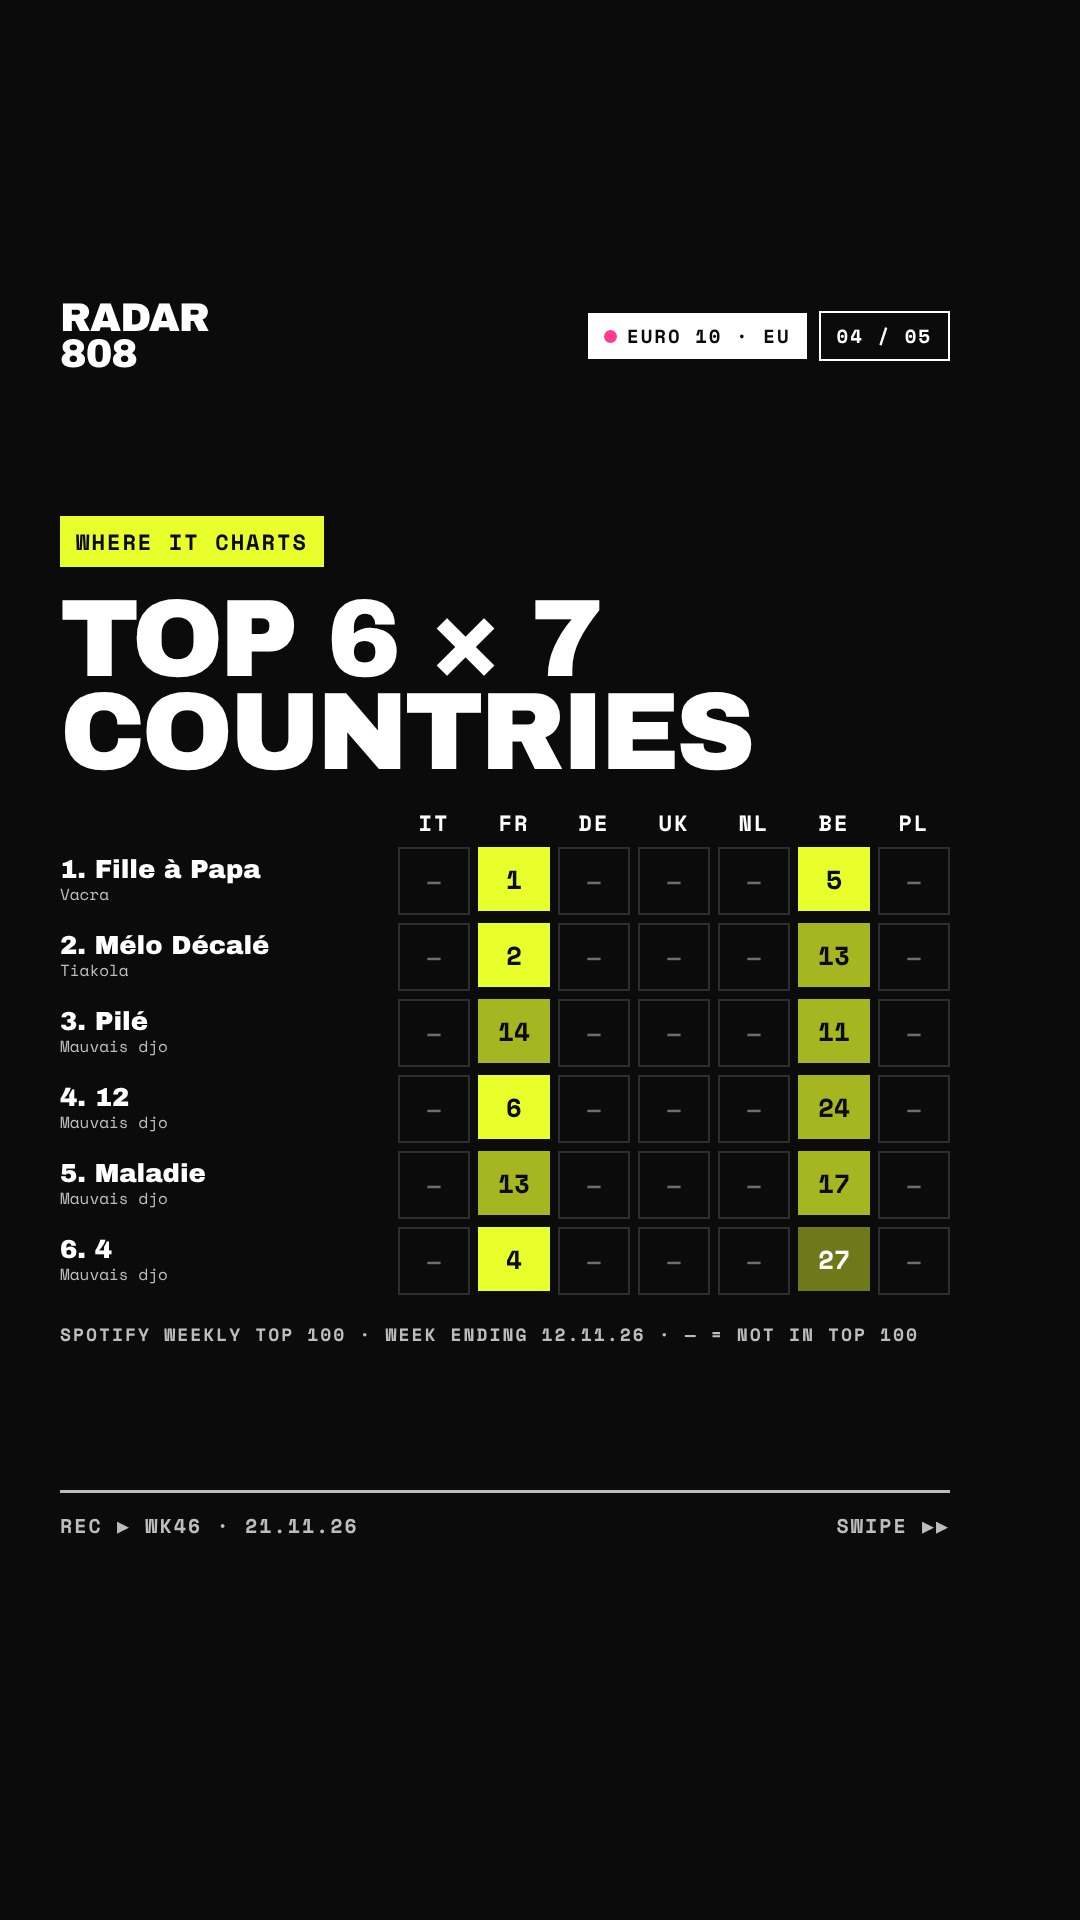 RADAR
808
EURO 10 · EU
04 / 05
WHERE IT CHARTS
TOP 6 × 7
COUNTRIES
IT FR DE UK NL BE PL
1. Fille à Papa
Vacra
– 1 – – – 5 –
2. Mélo Décalé
Tiakola
– 2 – – – 13 –
3. Pilé
Mauvais djo
– 14 – – – 11 –
4. 12
Mauvais djo
– 6 – – – 24 –
5. Maladie
Mauvais djo
– 13 – – – 17 –
6. 4
Mauvais djo
– 4 – – – 27 –
SPOTIFY WEEKLY TOP 100 · WEEK ENDING 12.11.26 · – = NOT IN TOP 100
REC ▶ WK46 · 21.11.26
SWIPE ▶▶